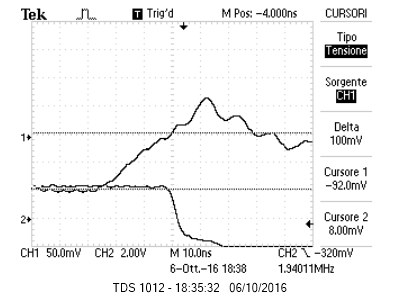 Tek Trig'd M Pos: -4.000ns CURSORI
Tipo
Tensione
Sorgente
CH1
Delta
100mV
Cursore 1
-92.0mV
Cursore 2
8.00mV
1
2
CH1 50.0mV CH2 2.00V M 10.0ns CH2 -320mV
6-Ott.-16 18:38 1.94011MHz
TDS 1012 - 18:35:32 06/10/2016